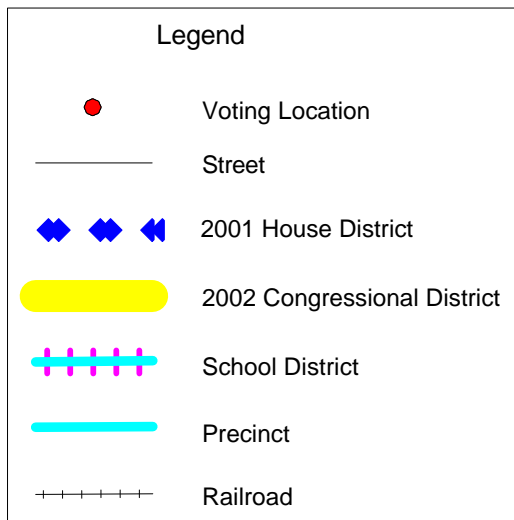 Legend
Voting Location
Street
2001 House District
2002 Congressional District
School District
Precinct
Railroad